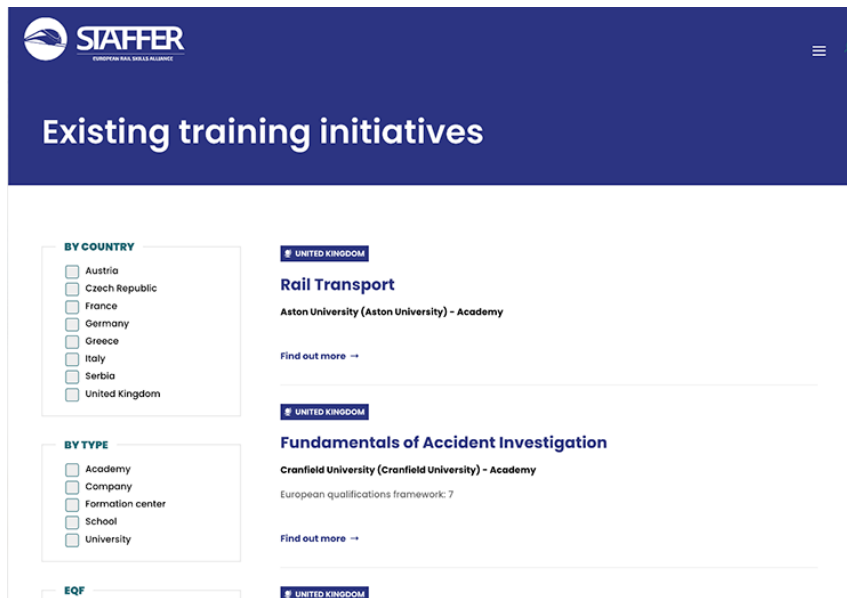 STAFFER
EUROPEAN RAIL SKILLS ALLIANCE
Existing training initiatives
BY COUNTRY
Austria
Czech Republic
France
Germany
Greece
Italy
Serbia
United Kingdom
BY TYPE
Academy
Company
Formation center
School
University
EQF
UNITED KINGDOM
Rail Transport
Aston University (Aston University) - Academy
Find out more →
UNITED KINGDOM
Fundamentals of Accident Investigation
Cranfield University (Cranfield University) - Academy
European qualifications framework: 7
Find out more →
UNITED KINGDOM